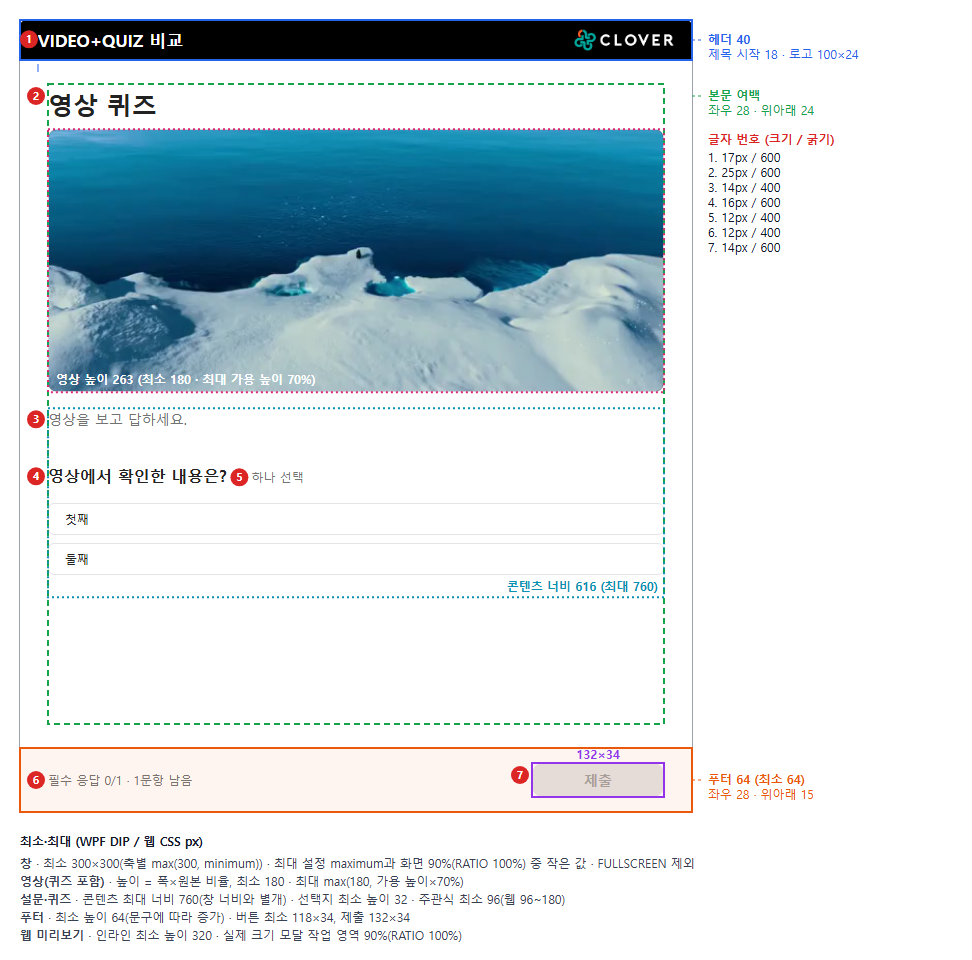 1 VIDEO+QUIZ 비교
CLOVER
헤더 40
제목 시작 18 · 로고 100×24
2 영상 퀴즈
본문 여백
좌우 28 · 위아래 24
글자 번호 (크기 / 굵기)
1. 17px / 600
2. 25px / 600
3. 14px / 400
4. 16px / 600
5. 12px / 400
6. 12px / 400
7. 14px / 600
영상 높이 263 (최소 180 · 최대 가용 높이 70%)
3 영상을 보고 답하세요.
4 영상에서 확인한 내용은? 5 하나 선택
첫째
둘째
콘텐츠 너비 616 (최대 760)
132×34
6 필수 응답 0/1 · 1문항 남음
7 제출
푸터 64 (최소 64)
좌우 28 · 위아래 15
최소·최대 (WPF DIP / 웹 CSS px)
창 · 최소 300×300(축별 max(300, minimum)) · 최대 설정 maximum과 화면 90%(RATIO 100%) 중 작은 값 · FULLSCREEN 제외
영상(퀴즈 포함) · 높이 = 폭×원본 비율, 최소 180 · 최대 max(180, 가용 높이×70%)
설문·퀴즈 · 콘텐츠 최대 너비 760(창 너비와 별개) · 선택지 최소 높이 32 · 주관식 최소 96(웹 96~180)
푸터 · 최소 높이 64(문구에 따라 증가) · 버튼 최소 118×34, 제출 132×34
웹 미리보기 · 인라인 최소 높이 320 · 실제 크기 모달 작업 영역 90%(RATIO 100%)